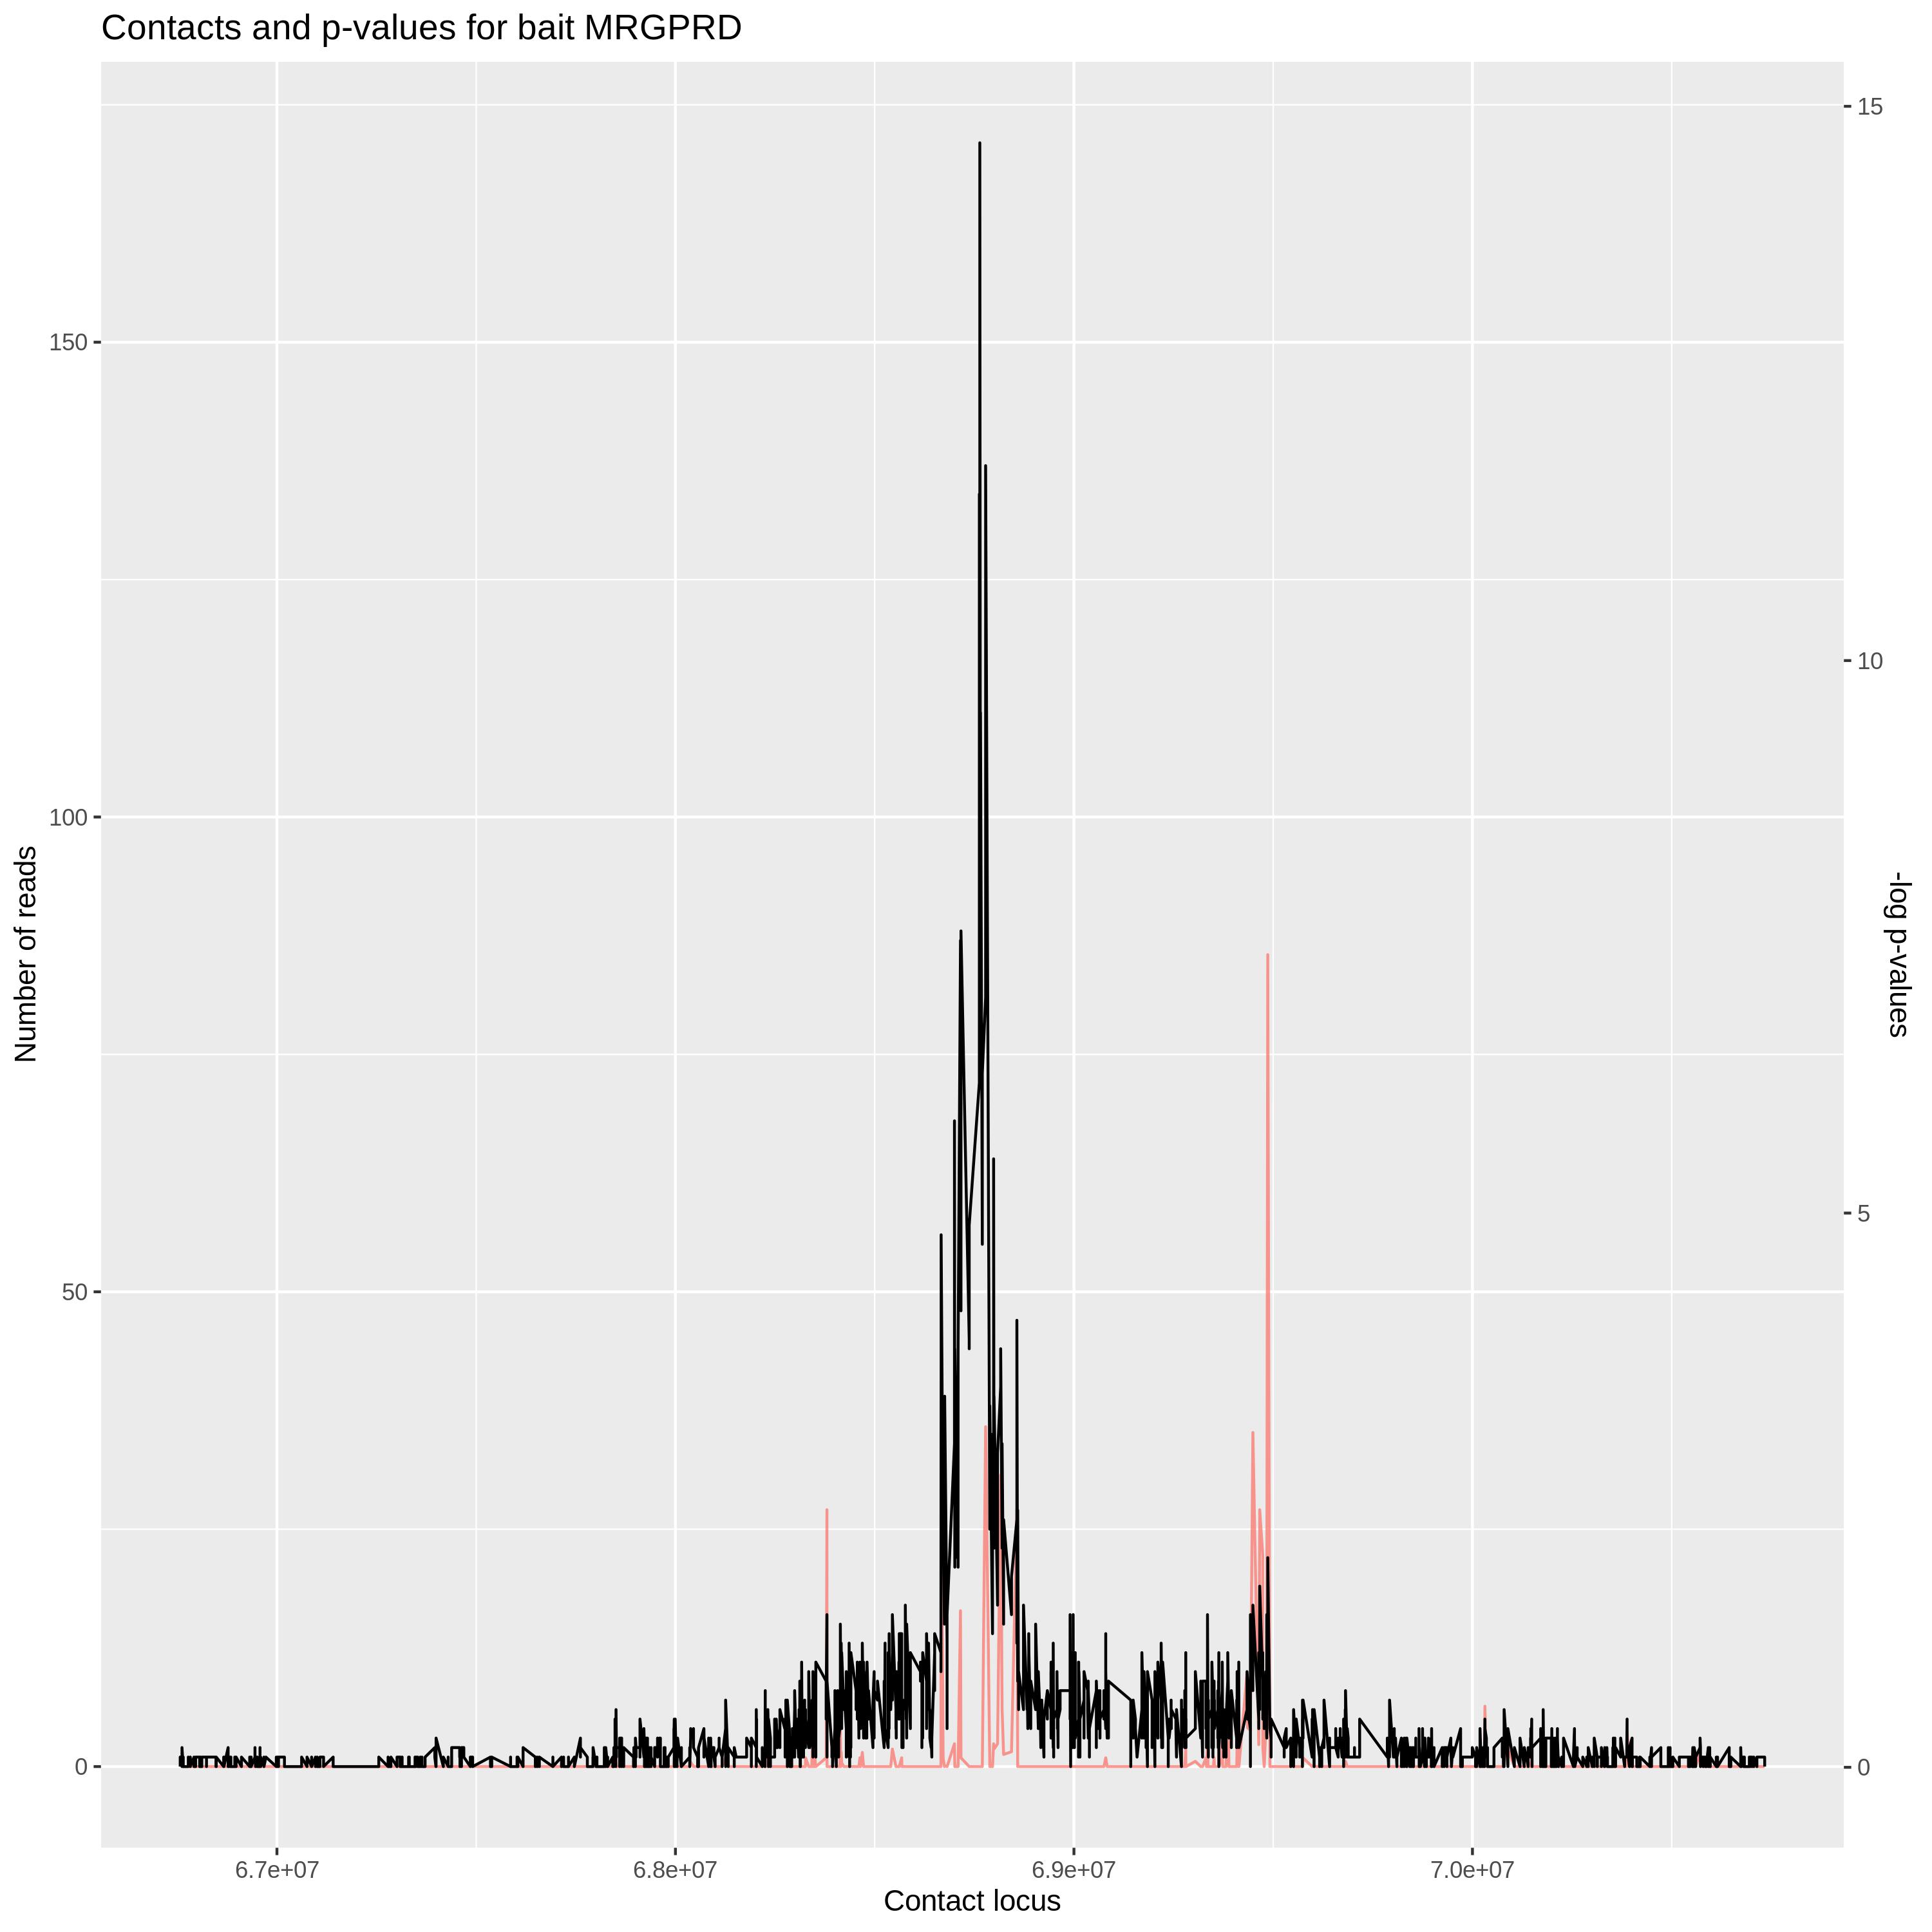 Contacts and p-values for bait MRGPRD
Number of reads
150
100
50
0
15
10
5
0
-log p-values
6.7e+07
6.8e+07
6.9e+07
7.0e+07
Contact locus